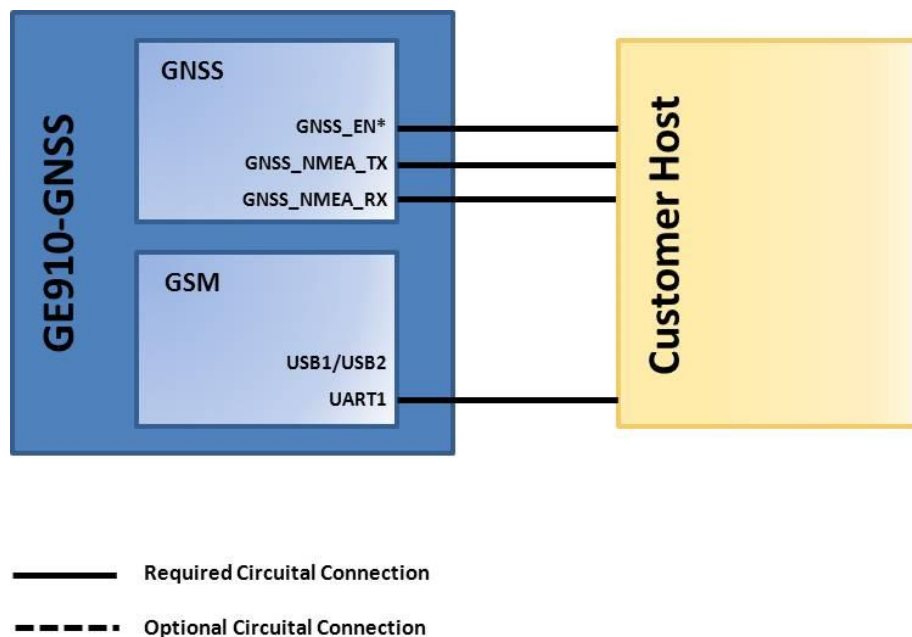 GE910-GNSS
GNSS
GNSS_EN*
GNSS_NMEA_TX
GNSS_NMEA_RX
GSM
USB1/USB2
UART1
Customer Host
Required Circuital Connection
Optional Circuital Connection